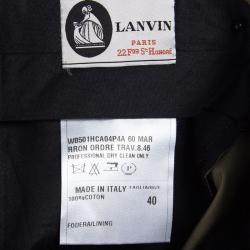 LANVIN
PARIS
22 Fbg St Honoré
WB501HCA04P4A 60 MAR
RRON ORDRE TRAV. 8.46
PROFESSIONAL DRY CLEAN ONLY
P
MADE IN ITALY
100%COTON
40
FODERA/LINING